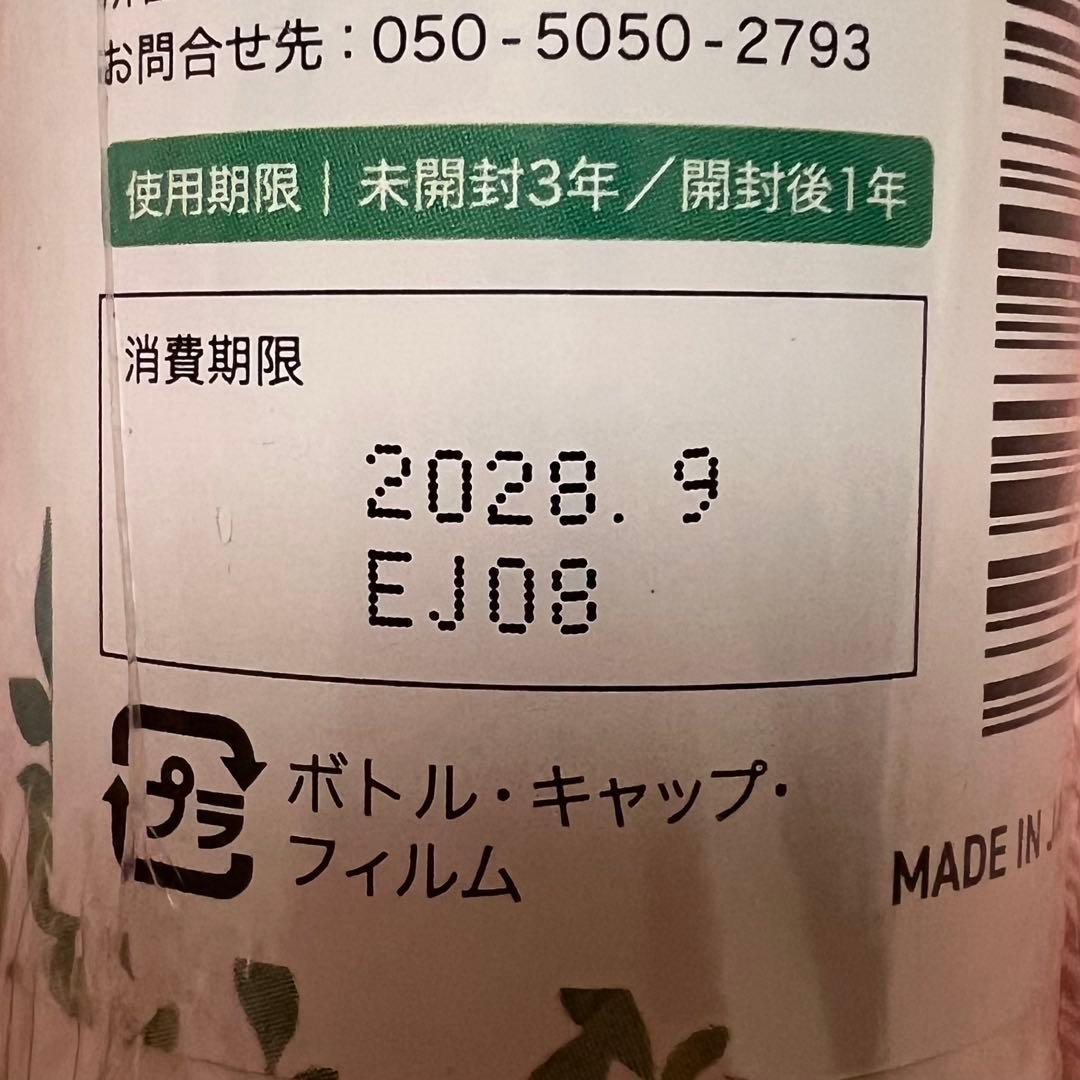 お問合せ先：050-5050-2793
使用期限｜未開封3年／開封後1年
消費期限
2028. 9
EJ08
プラ
ボトル・キャップ・
フィルム
MADE IN